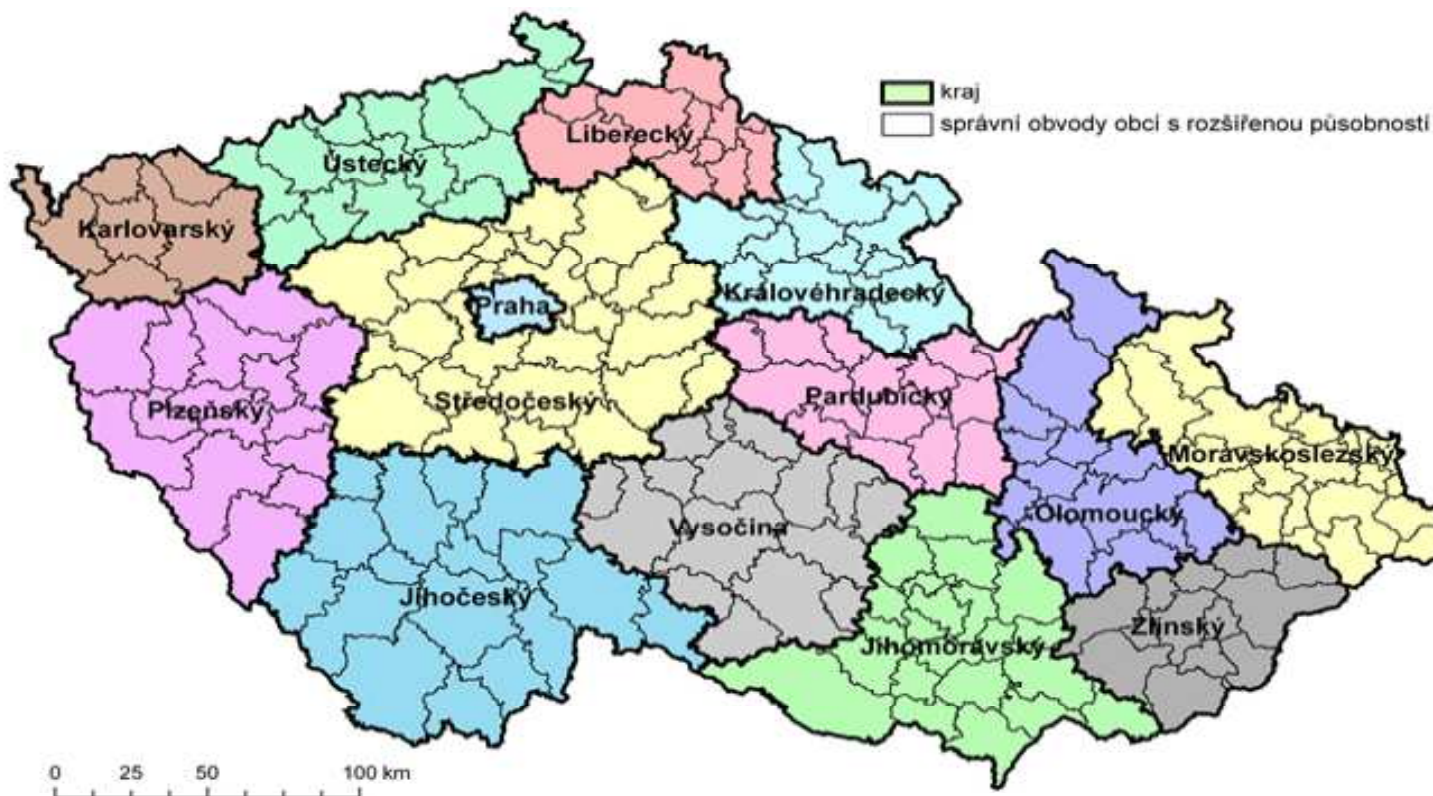 kraj
správní obvody obcí s rozšířenou působností
Liberecký
Ústecký
Karlovarský
Královéhradecký
Praha
Plzeňský
Středočeský
Pardubický
Moravskoslezský
Vysočina
Olomoucký
Jihočeský
Zlínský
Jihomoravský
0 25 50 100 km